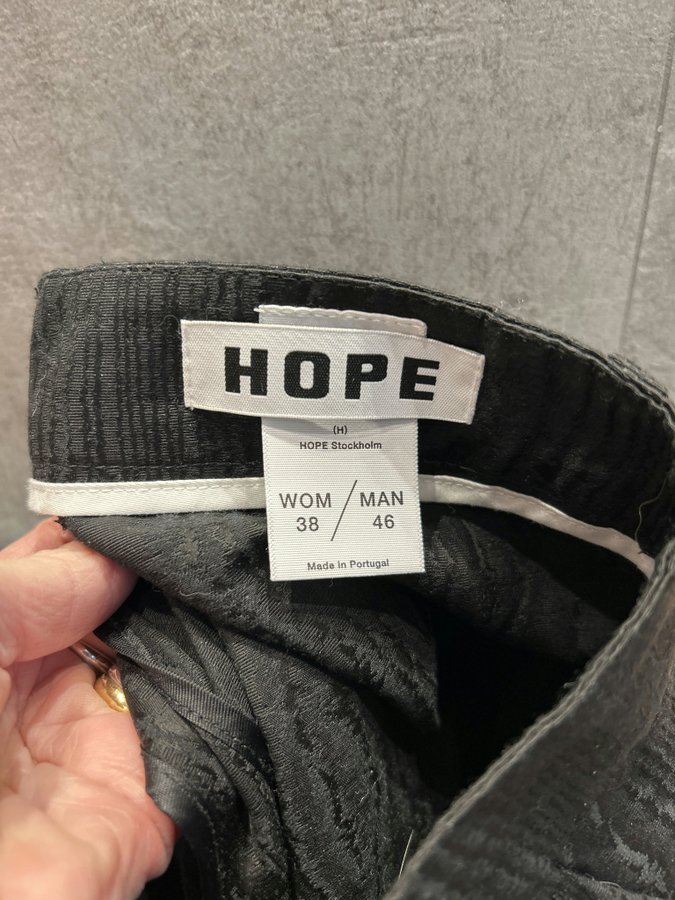 HOPE
(H)
HOPE Stockholm
WOM / MAN
38 / 46
Made in Portugal